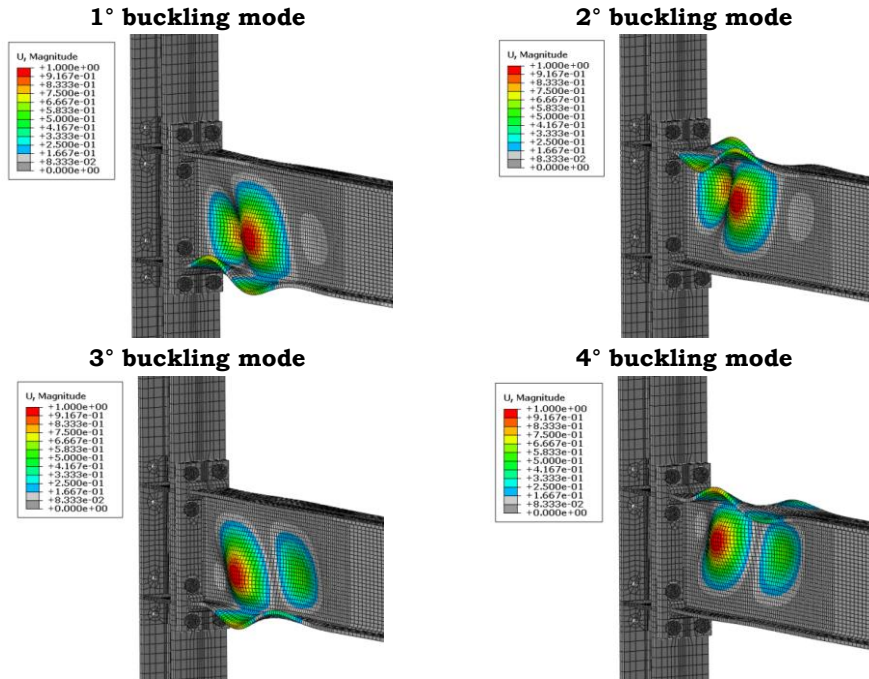 1° buckling mode
U, Magnitude
+1.000e+00
+9.167e-01
+8.333e-01
+7.500e-01
+6.667e-01
+5.833e-01
+5.000e-01
+4.167e-01
+3.333e-01
+2.500e-01
+1.667e-01
+8.333e-02
+0.000e+00
2° buckling mode
U, Magnitude
+1.000e+00
+9.167e-01
+8.333e-01
+7.500e-01
+6.667e-01
+5.833e-01
+5.000e-01
+4.167e-01
+3.333e-01
+2.500e-01
+1.667e-01
+8.333e-02
+0.000e+00
3° buckling mode
U, Magnitude
+1.000e+00
+9.167e-01
+8.333e-01
+7.500e-01
+6.667e-01
+5.833e-01
+5.000e-01
+4.167e-01
+3.333e-01
+2.500e-01
+1.667e-01
+8.333e-02
+0.000e+00
4° buckling mode
U, Magnitude
+1.000e+00
+9.167e-01
+8.333e-01
+7.500e-01
+6.667e-01
+5.833e-01
+5.000e-01
+4.167e-01
+3.333e-01
+2.500e-01
+1.667e-01
+8.333e-02
+0.000e+00